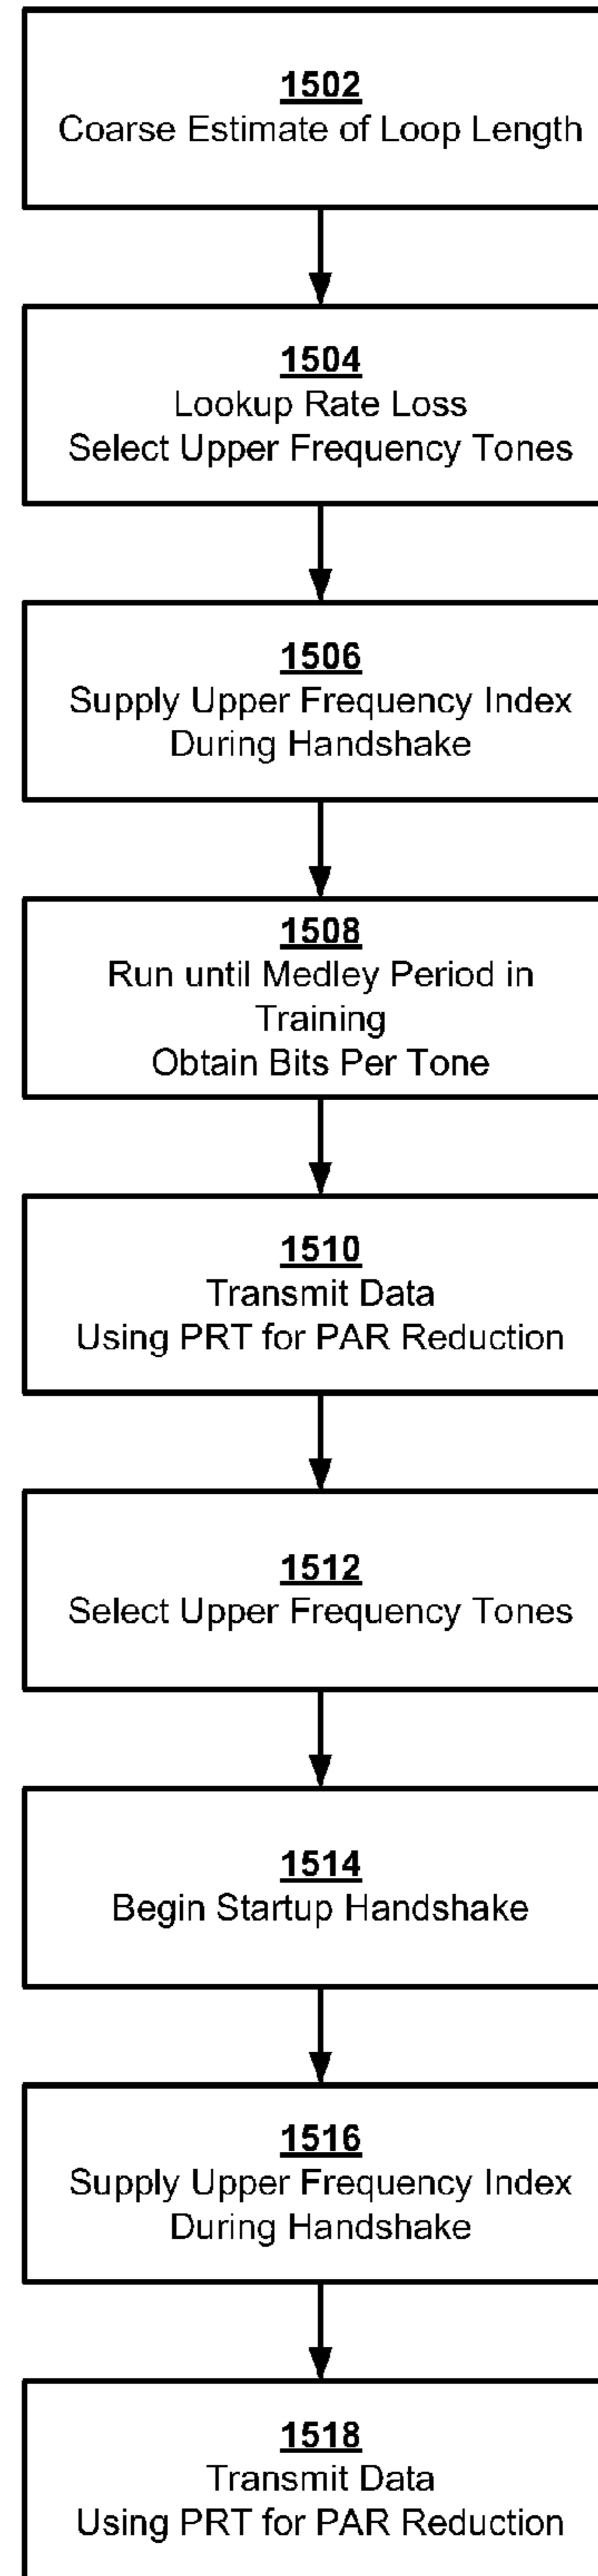 1502
Coarse Estimate of Loop Length
1504
Lookup Rate Loss
Select Upper Frequency Tones
1506
Supply Upper Frequency Index
During Handshake
1508
Run until Medley Period in
Training
Obtain Bits Per Tone
1510
Transmit Data
Using PRT for PAR Reduction
1512
Select Upper Frequency Tones
1514
Begin Startup Handshake
1516
Supply Upper Frequency Index
During Handshake
1518
Transmit Data
Using PRT for PAR Reduction